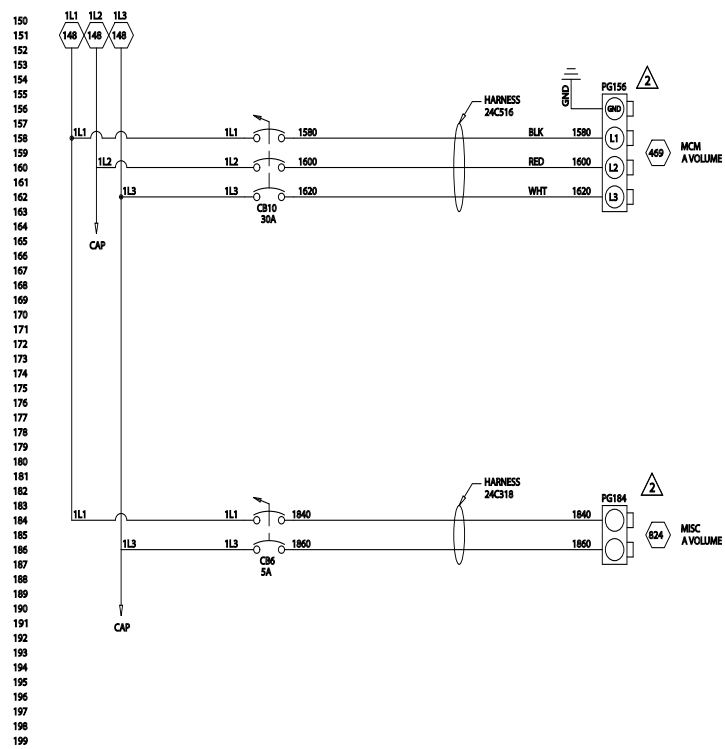 150 1L1 1L2 1L3
151 148 148 148
152
153
154 2
155 GND PG156
156 HARNESS 24C516 GND
157
158 1L1 1L1 1580 BLK 1580 L1
159 469 MCM A VOLUME
160 1L2 1L2 1600 RED 1600 L2
161
162 1L3 1L3 1620 WHT 1620 L3
163 CB10 30A
164
165 CAP
166
167
168
169
170
171
172
173
174
175
176
177
178
179
180
181
182 HARNESS 24C318 2
183 PG184
184 1L1 1L1 1840 1840
185 824 MISC A VOLUME
186 1L3 1L3 1860 1860
187 CB6 5A
188
189
190
191 CAP
192
193
194
195
196
197
198
199